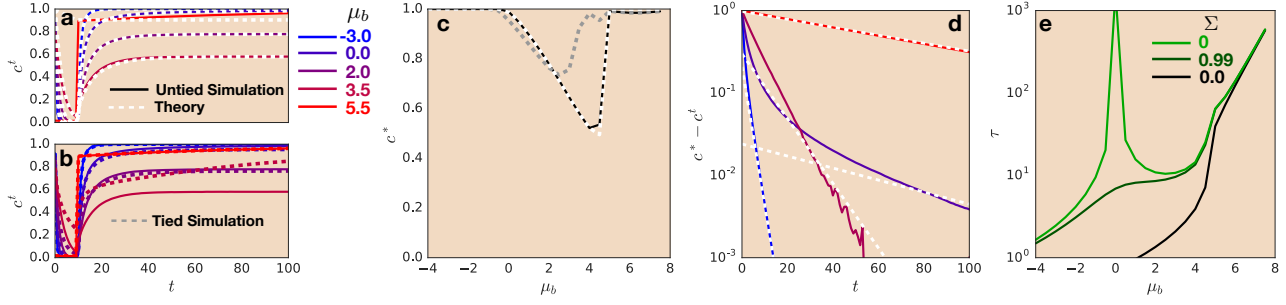 a
1.0
0.8
0.6
0.4
0.2
0.0
c^t
Untied Simulation
Theory
b
1.0
0.8
0.6
0.4
0.2
0.0
c^t
Tied Simulation
0 20 40 60 80 100
t
μ_b
-3.0
0.0
2.0
3.5
5.5
c
1.0
0.8
0.6
0.4
0.2
0.0
c*
−4 −2 0 2 4 6 8
μ_b
d
10^0
10^-1
10^-2
10^-3
c* − c^t
0 20 40 60 80 100
t
e
Σ
0
0.99
0.0
10^3
10^2
10^1
10^0
τ
−4 −2 0 2 4 6 8
μ_b